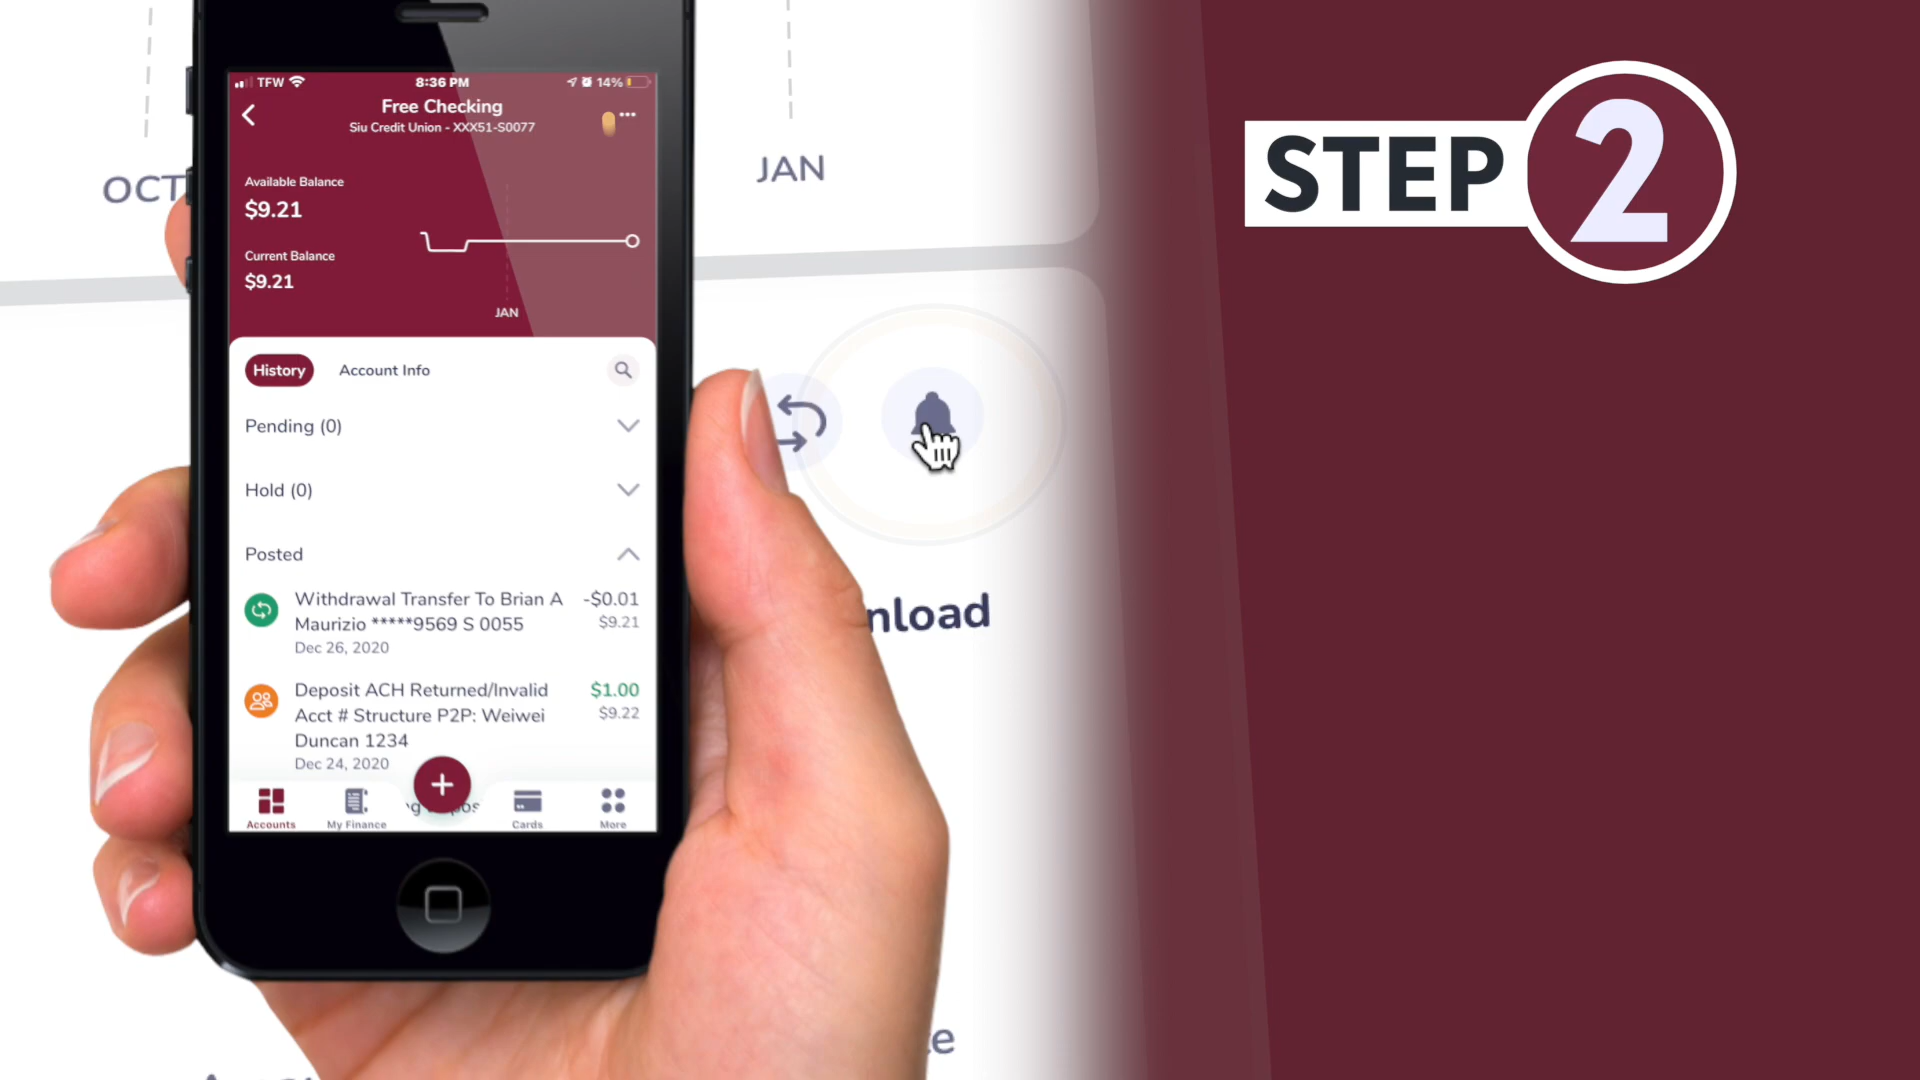 OCT
JAN
STEP 2
TFW
8:36 PM
14%
Free Checking
Siu Credit Union - XXX51-S0077
Available Balance
$9.21
Current Balance
$9.21
JAN
History
Account Info
Pending (0)
Hold (0)
Posted
Withdrawal Transfer To Brian A -$0.01
Maurizio *****9569 S 0055 $9.21
Dec 26, 2020
Deposit ACH Returned/Invalid $1.00
Acct # Structure P2P: Weiwei $9.22
Duncan 1234
Dec 24, 2020
Accounts
My Finance
Cards
More
nload